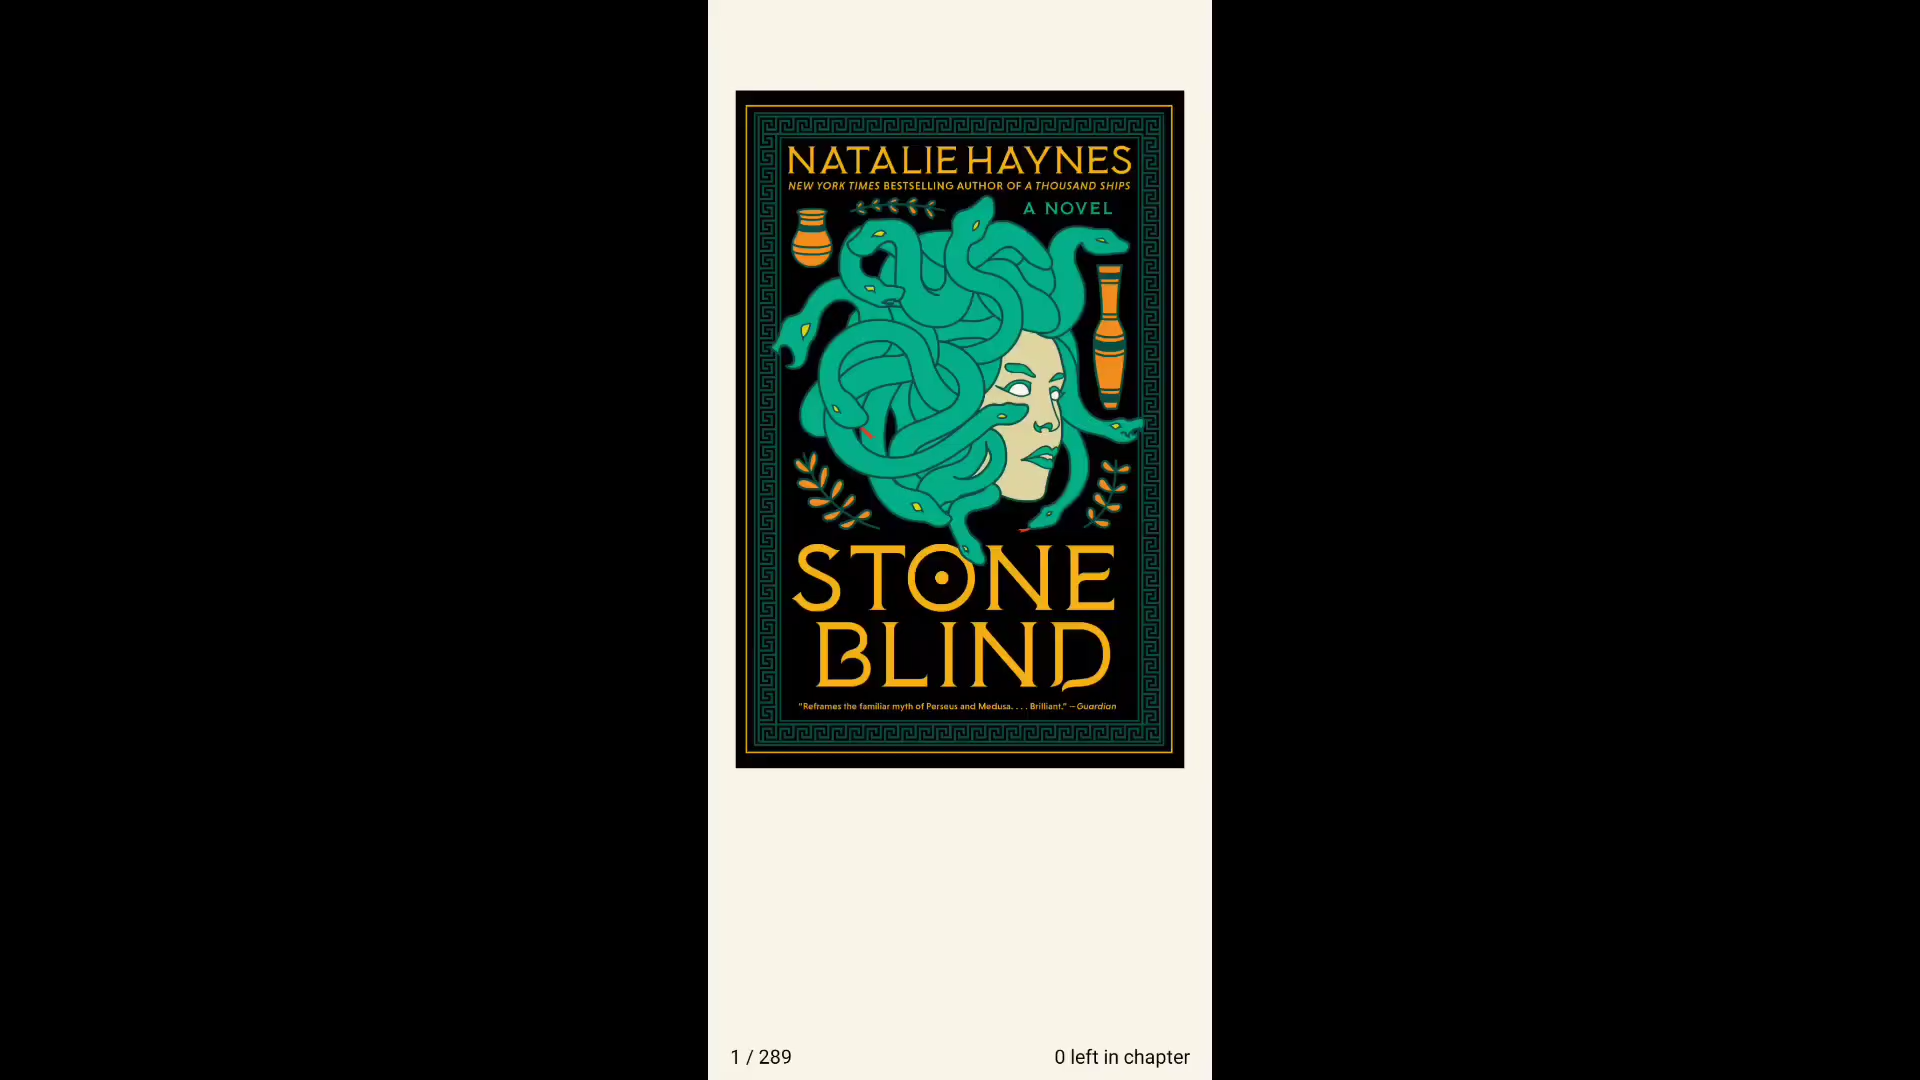 NATALIE HAYNES
NEW YORK TIMES BESTSELLING AUTHOR OF A THOUSAND SHIPS
A NOVEL
STONE
BLIND
"Reframes the familiar myth of Perseus and Medusa. . . . Brilliant." —Guardian
1 / 289
0 left in chapter